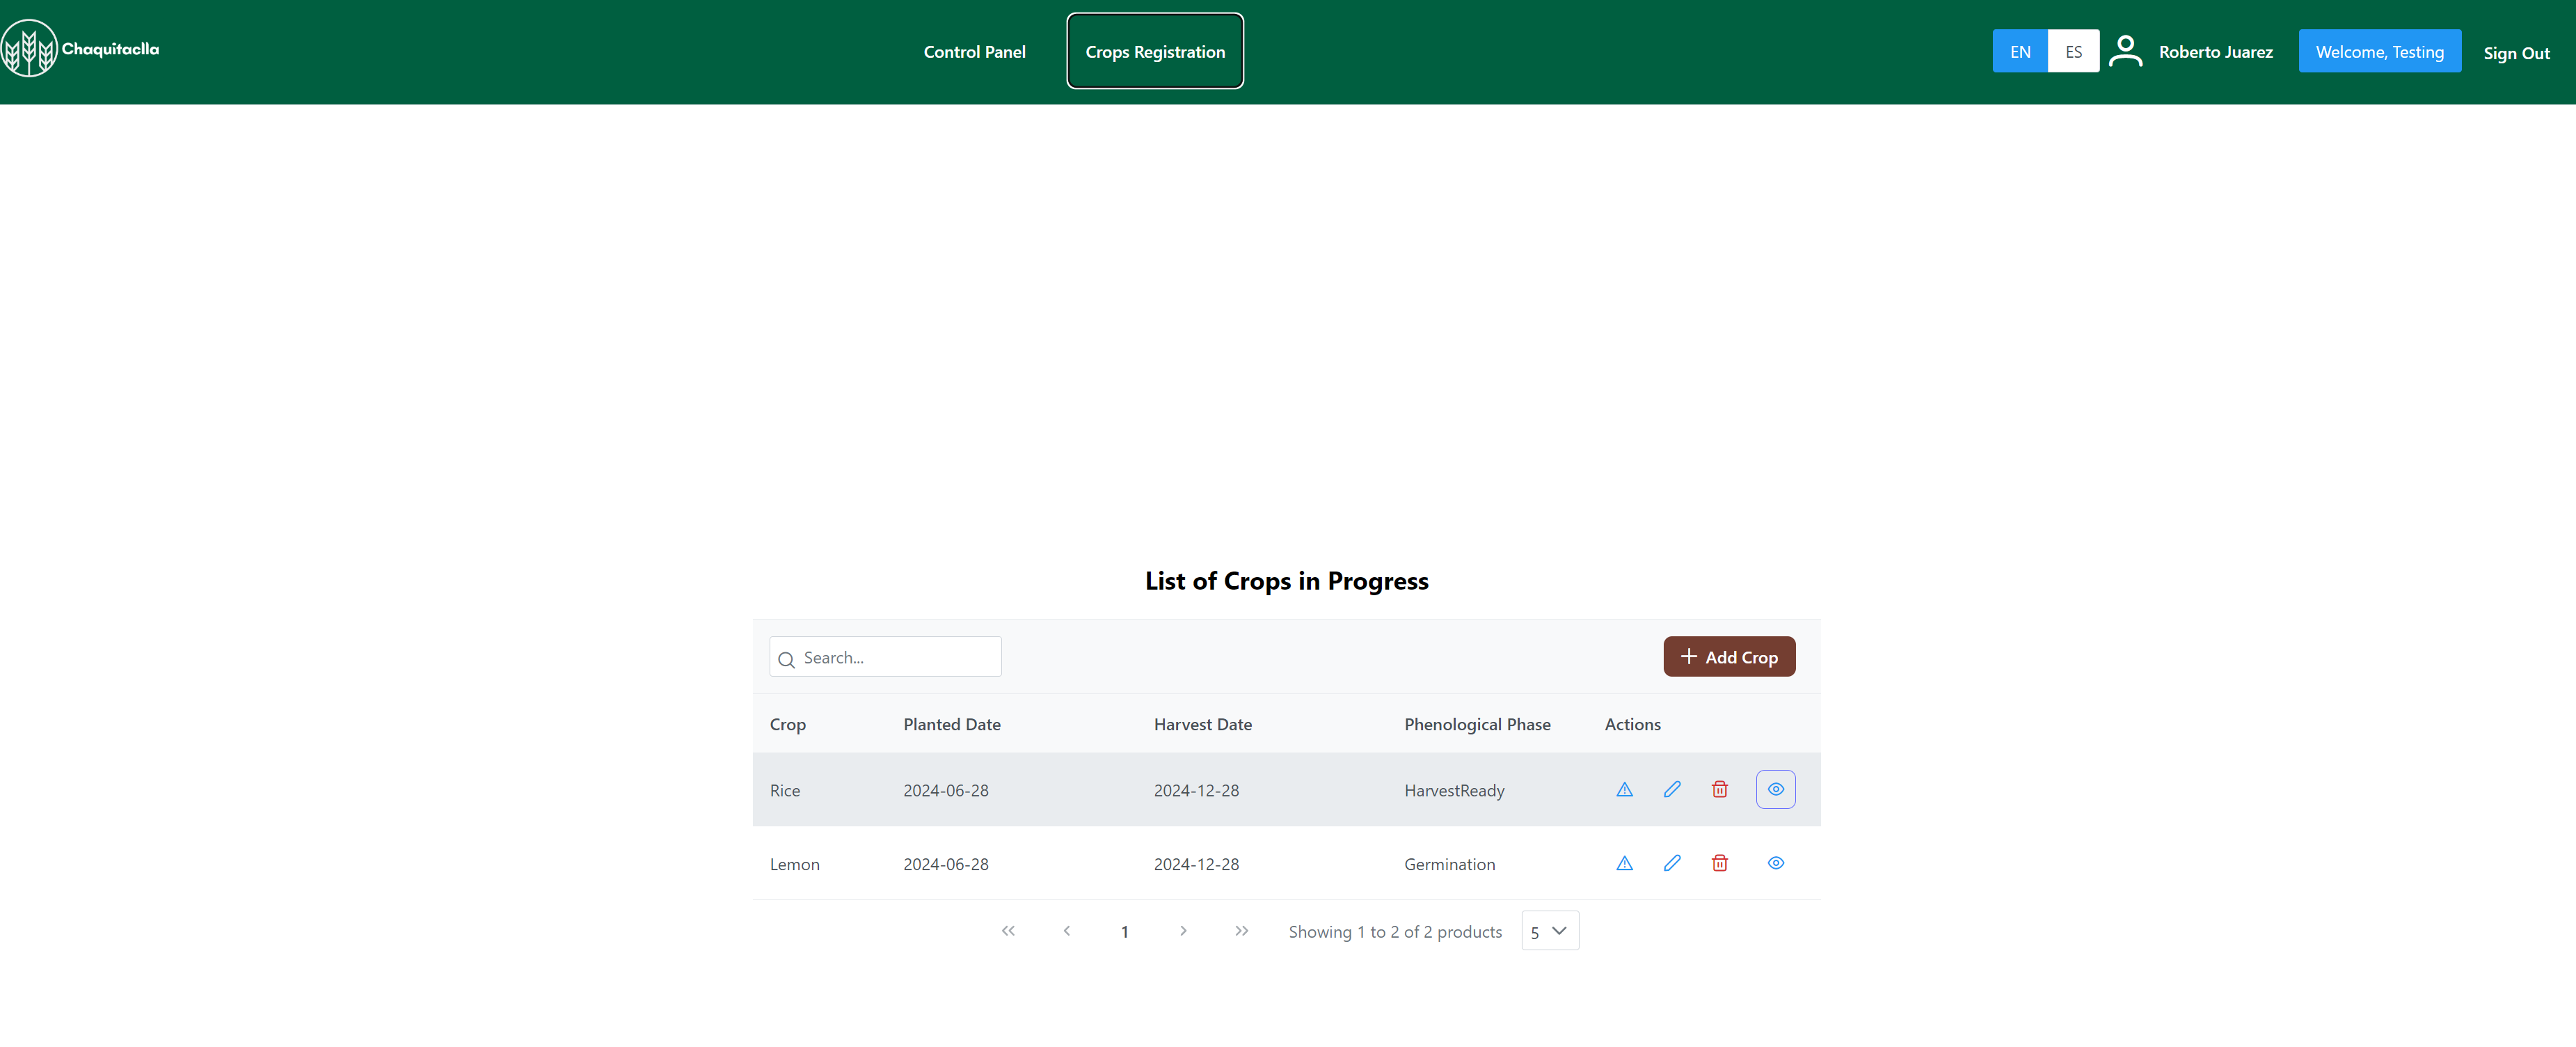 Chaquitaclla
Control Panel
Crops Registration
EN
ES
Roberto Juarez
Welcome, Testing
Sign Out
List of Crops in Progress
Search...
Add Crop
Crop Planted Date Harvest Date Phenological Phase Actions
Rice 2024-06-28 2024-12-28 HarvestReady
Lemon 2024-06-28 2024-12-28 Germination
1
Showing 1 to 2 of 2 products
5